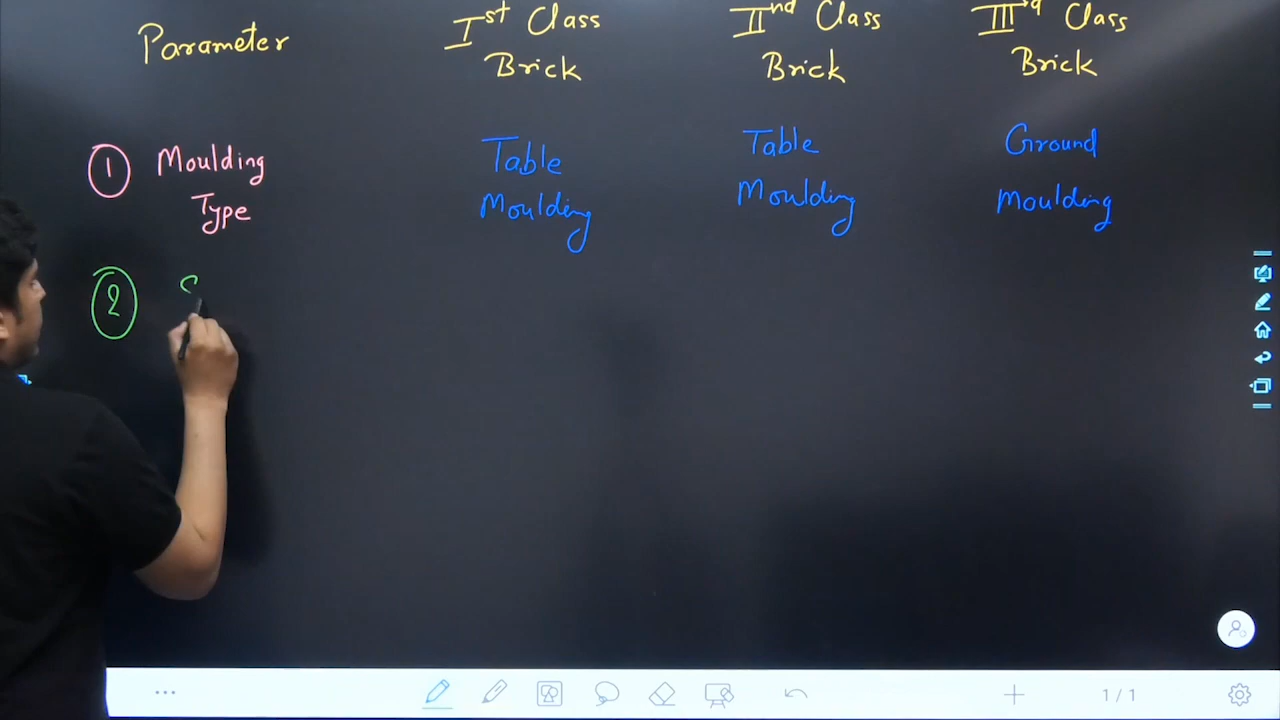 Parameter Ist Class Brick IInd Class Brick IIIrd Class Brick
1 Moulding Type Table Moulding Table Moulding Ground Moulding
2 S
1/1